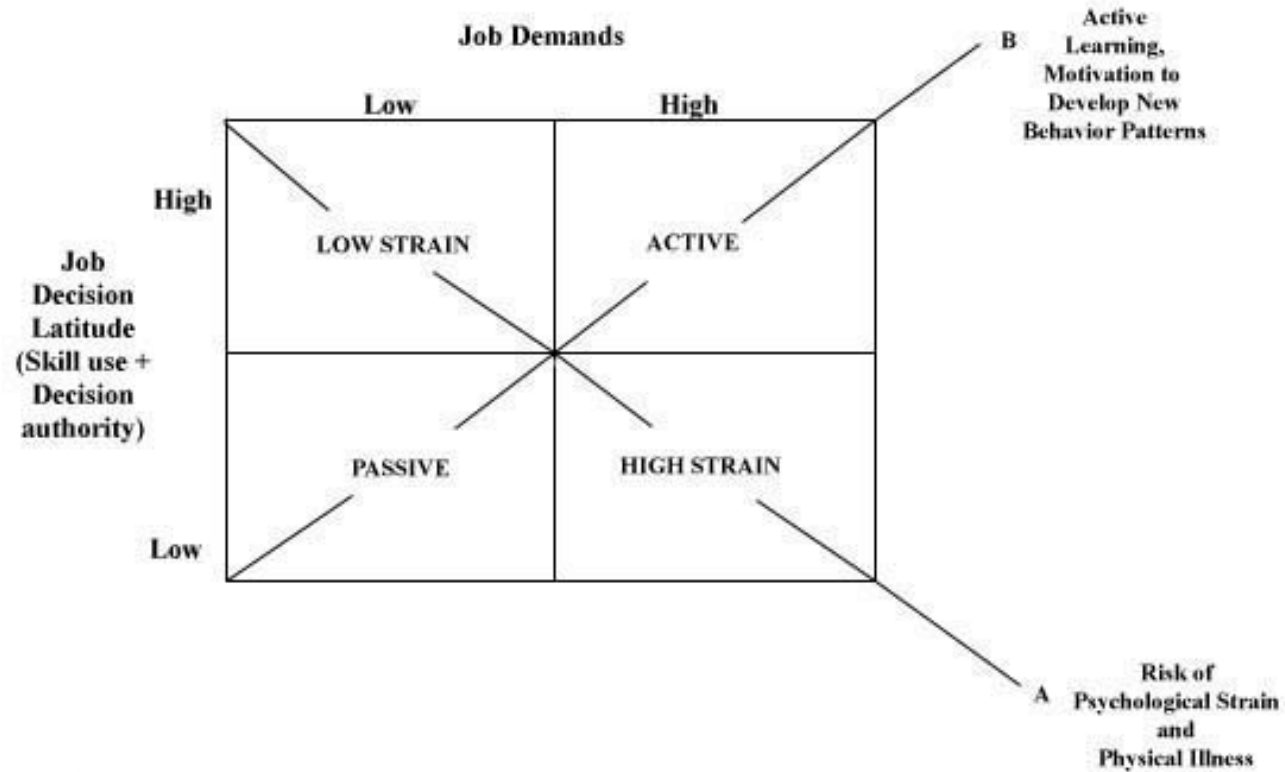 Job Demands
B
Active
Learning,
Motivation to
Develop New
Behavior Patterns
Low
High
High
Job
Decision
Latitude
(Skill use +
Decision
authority)
Low
LOW STRAIN
ACTIVE
PASSIVE
HIGH STRAIN
A
Risk of
Psychological Strain
and
Physical Illness